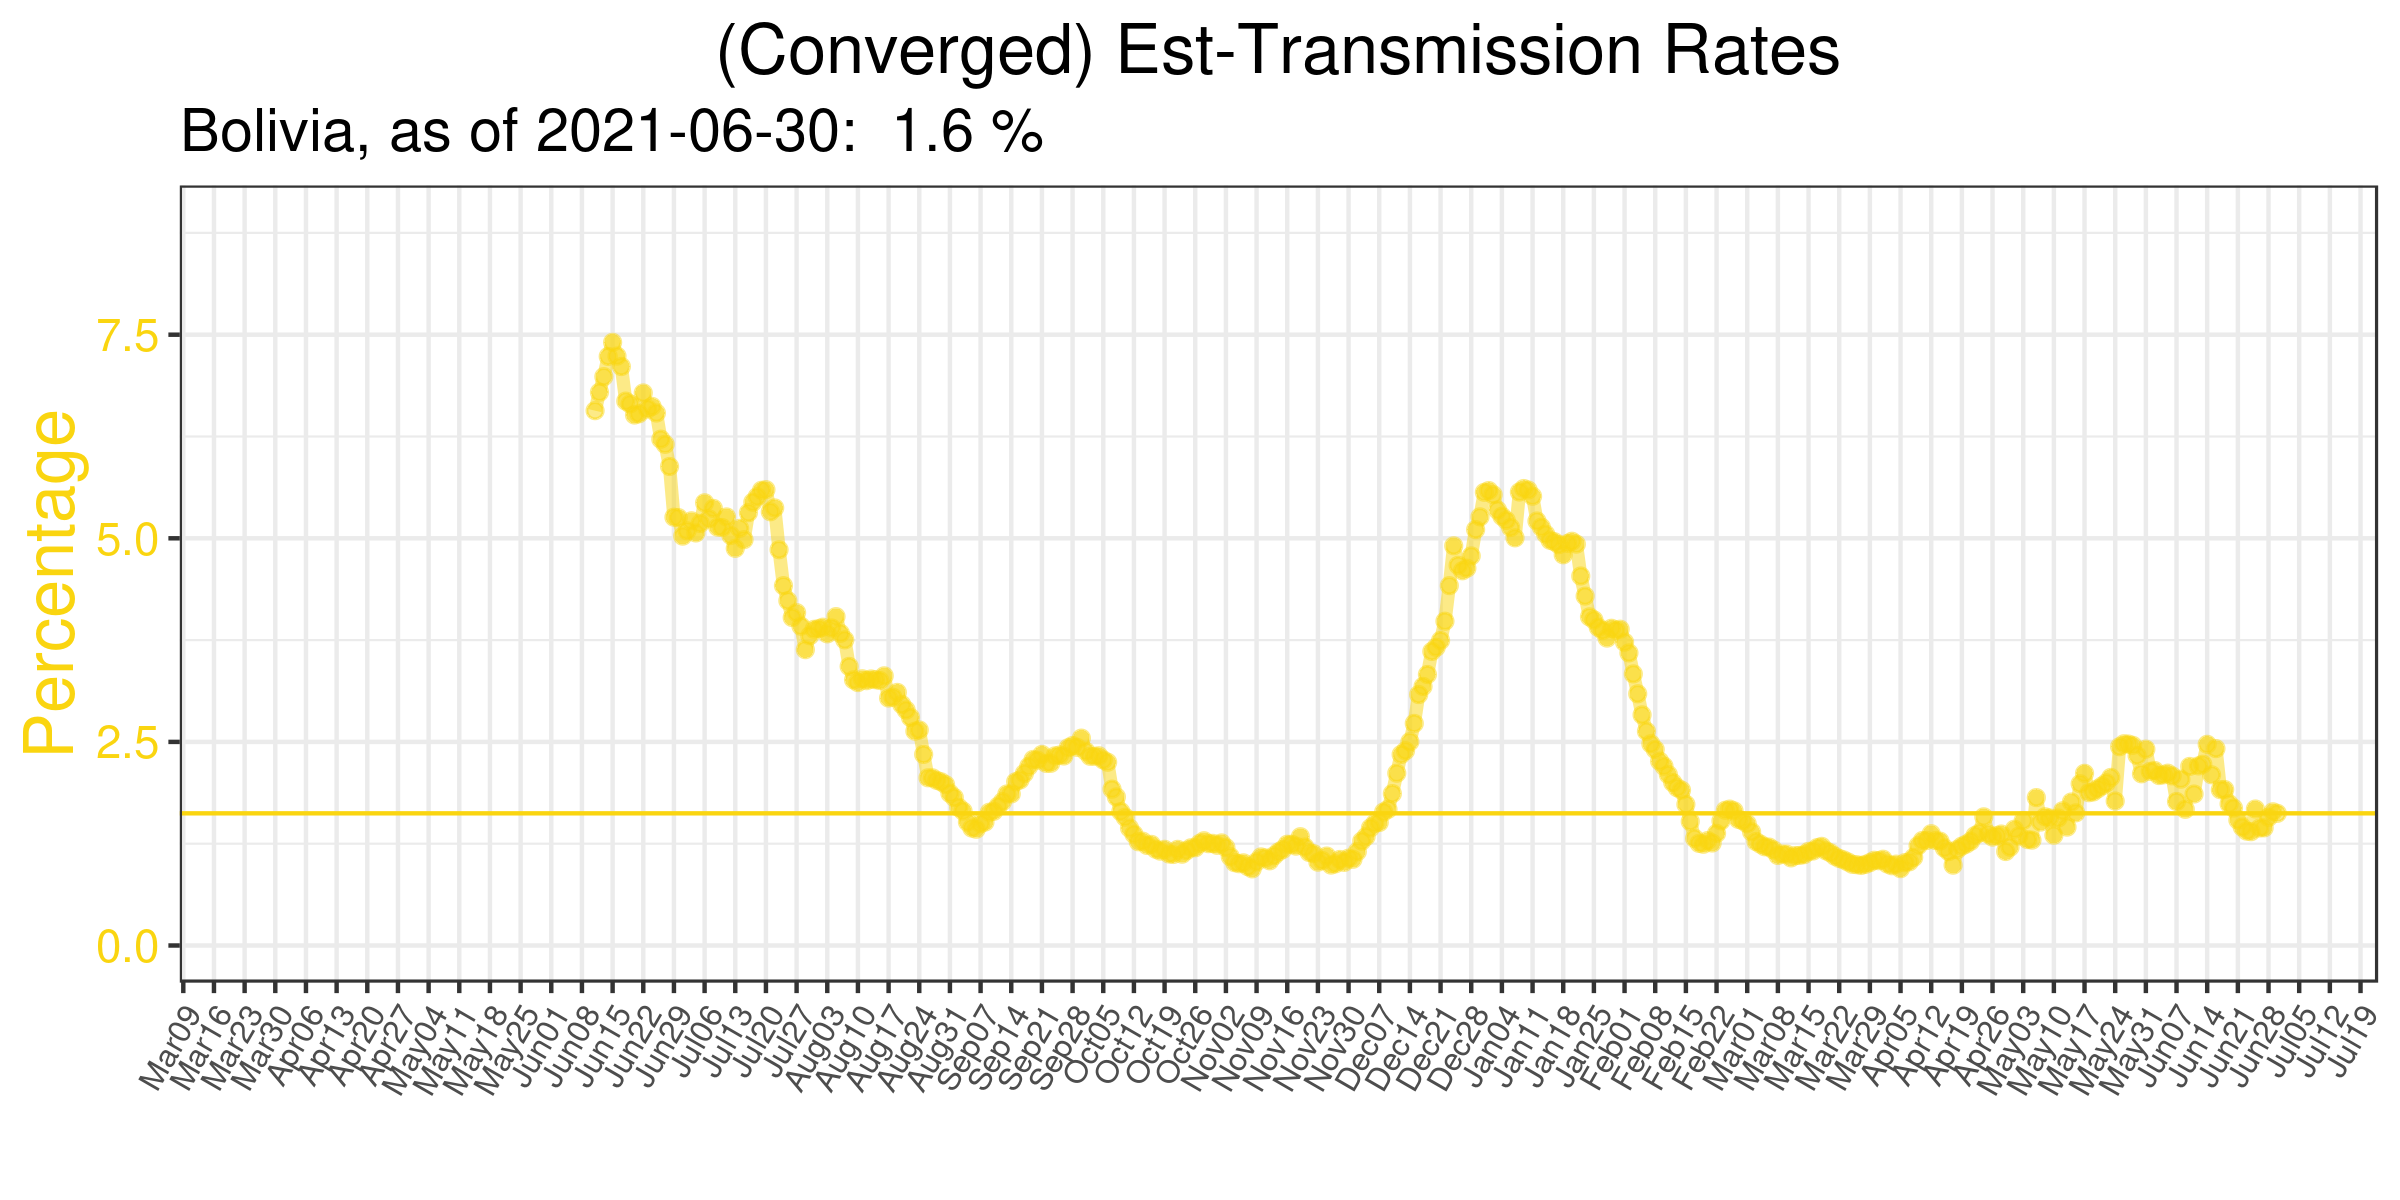 (Converged) Est-Transmission Rates
Bolivia, as of 2021-06-30:  1.6 %
Percentage
7.5
5.0
2.5
0.0
Mar09
Mar16
Mar23
Mar30
Apr06
Apr13
Apr20
Apr27
May04
May11
May18
May25
Jun01
Jun08
Jun15
Jun22
Jun29
Jul06
Jul13
Jul20
Jul27
Aug03
Aug10
Aug17
Aug24
Aug31
Sep07
Sep14
Sep21
Sep28
Oct05
Oct12
Oct19
Oct26
Nov02
Nov09
Nov16
Nov23
Nov30
Dec07
Dec14
Dec21
Dec28
Jan04
Jan11
Jan18
Jan25
Feb01
Feb08
Feb15
Feb22
Mar01
Mar08
Mar15
Mar22
Mar29
Apr05
Apr12
Apr19
Apr26
May03
May10
May17
May24
May31
Jun07
Jun14
Jun21
Jun28
Jul05
Jul12
Jul19